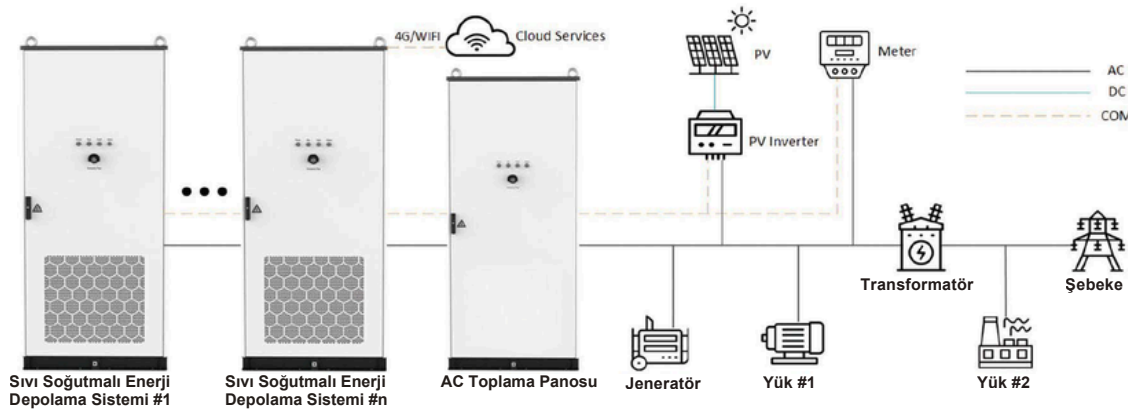 4G/WIFI
Cloud Services
PV
Meter
AC
DC
COM
PV Inverter
Transformatör
Şebeke
Sıvı Soğutmalı Enerji
Depolama Sistemi #1
Sıvı Soğutmalı Enerji
Depolama Sistemi #n
AC Toplama Panosu
Jeneratör
Yük #1
Yük #2